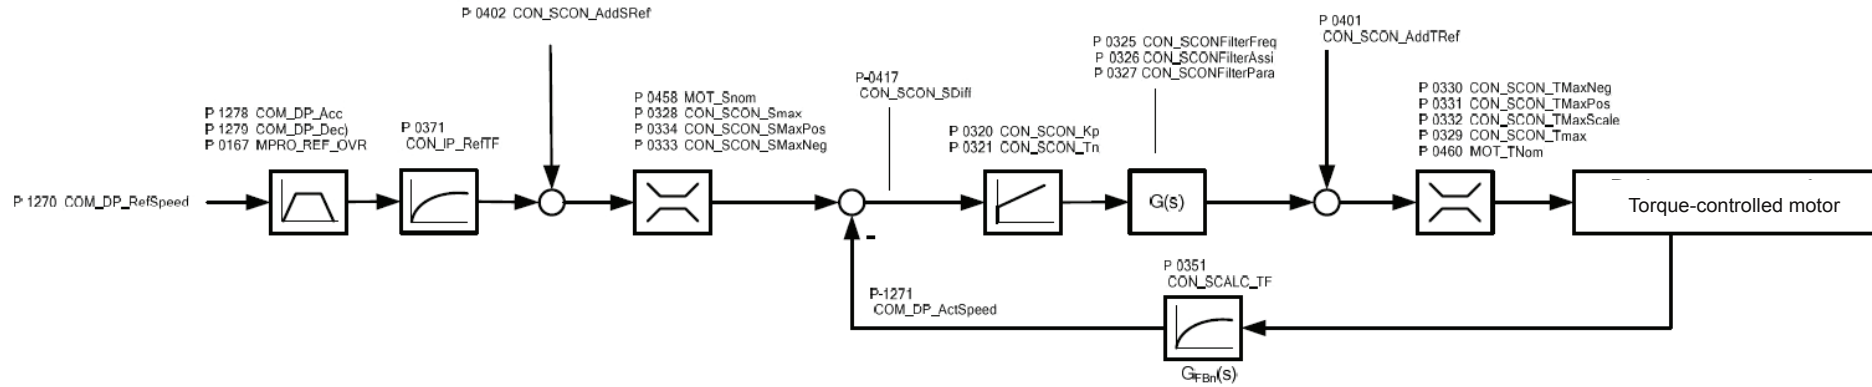 P 0402 CON_SCON_AddSRef
P 0401
CON_SCON_AddTRef
P 0325 CON_SCONFilterFreq
P 0326 CON_SCONFilterAssi
P 0327 CON_SCONFilterPara
P-0417
CON_SCON_SDiff
P 0458 MOT_Snom
P 0328 CON_SCON_Smax
P 0334 CON_SCON_SMaxPos
P 0333 CON_SCON_SMaxNeg
P 0330 CON_SCON_TMaxNeg
P 0331 CON_SCON_TMaxPos
P 0332 CON_SCON_TMaxScale
P 0329 CON_SCON_Tmax
P 0460 MOT_TNom
P 1278 COM_DP_Acc
P 1279 COM_DP_Dec)
P 0167 MPRO_REF_OVR
P 0371
CON_IP_RefTF
P 0320 CON_SCON_Kp
P 0321 CON_SCON_Tn
P 1270 COM_DP_RefSpeed
G(s)
Torque-controlled motor
-
P 0351
CON_SCALC_TF
P-1271
COM_DP_ActSpeed
GFBn(s)